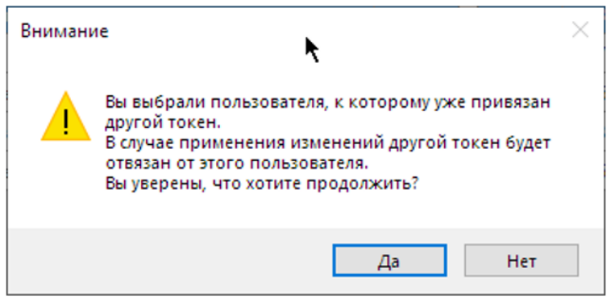 Внимание
Вы выбрали пользователя, к которому уже привязан
другой токен.
В случае применения изменений другой токен будет
отвязан от этого пользователя.
Вы уверены, что хотите продолжить?
Да
Нет